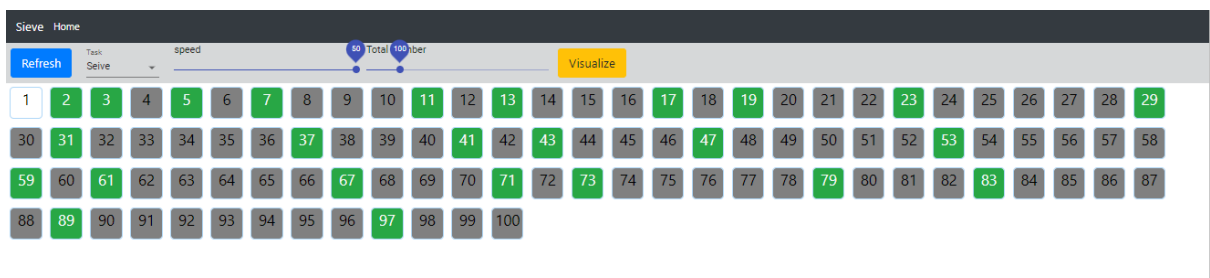 Sieve Home
Refresh Task speed 50 Total 100 nber Visualize
Seive
1 2 3 4 5 6 7 8 9 10 11 12 13 14 15 16 17 18 19 20 21 22 23 24 25 26 27 28 29
30 31 32 33 34 35 36 37 38 39 40 41 42 43 44 45 46 47 48 49 50 51 52 53 54 55 56 57 58
59 60 61 62 63 64 65 66 67 68 69 70 71 72 73 74 75 76 77 78 79 80 81 82 83 84 85 86 87
88 89 90 91 92 93 94 95 96 97 98 99 100